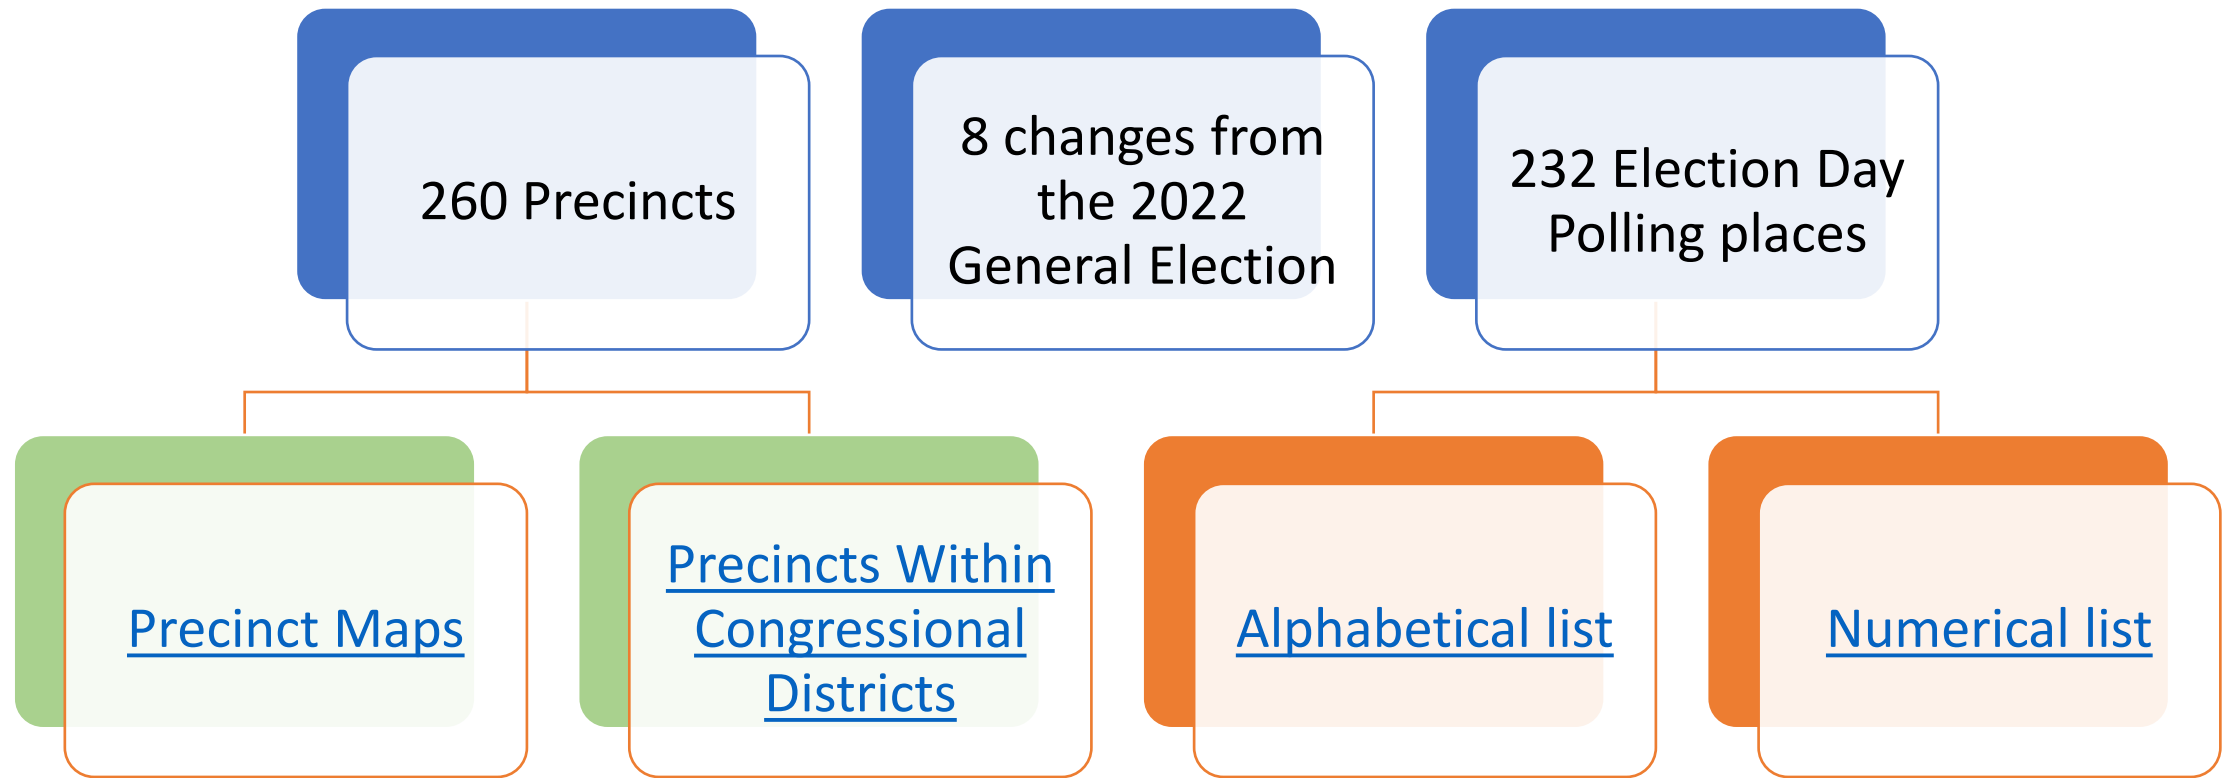 260 Precincts
8 changes from
the 2022
General Election
232 Election Day
Polling places
Precinct Maps
Precincts Within
Congressional
Districts
Alphabetical list
Numerical list